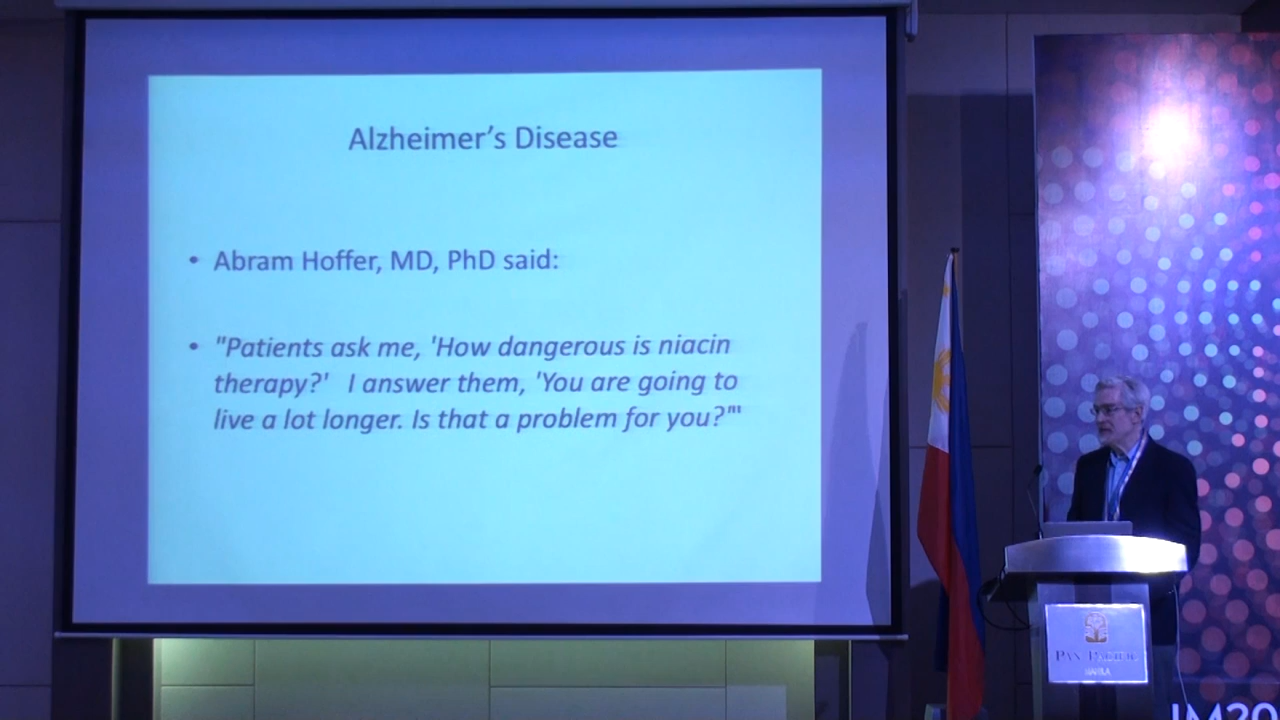 Alzheimer's Disease
• Abram Hoffer, MD, PhD said:
• "Patients ask me, 'How dangerous is niacin
therapy?' I answer them, 'You are going to
live a lot longer. Is that a problem for you?'"
PAN PACIFIC
MANILA
IM20